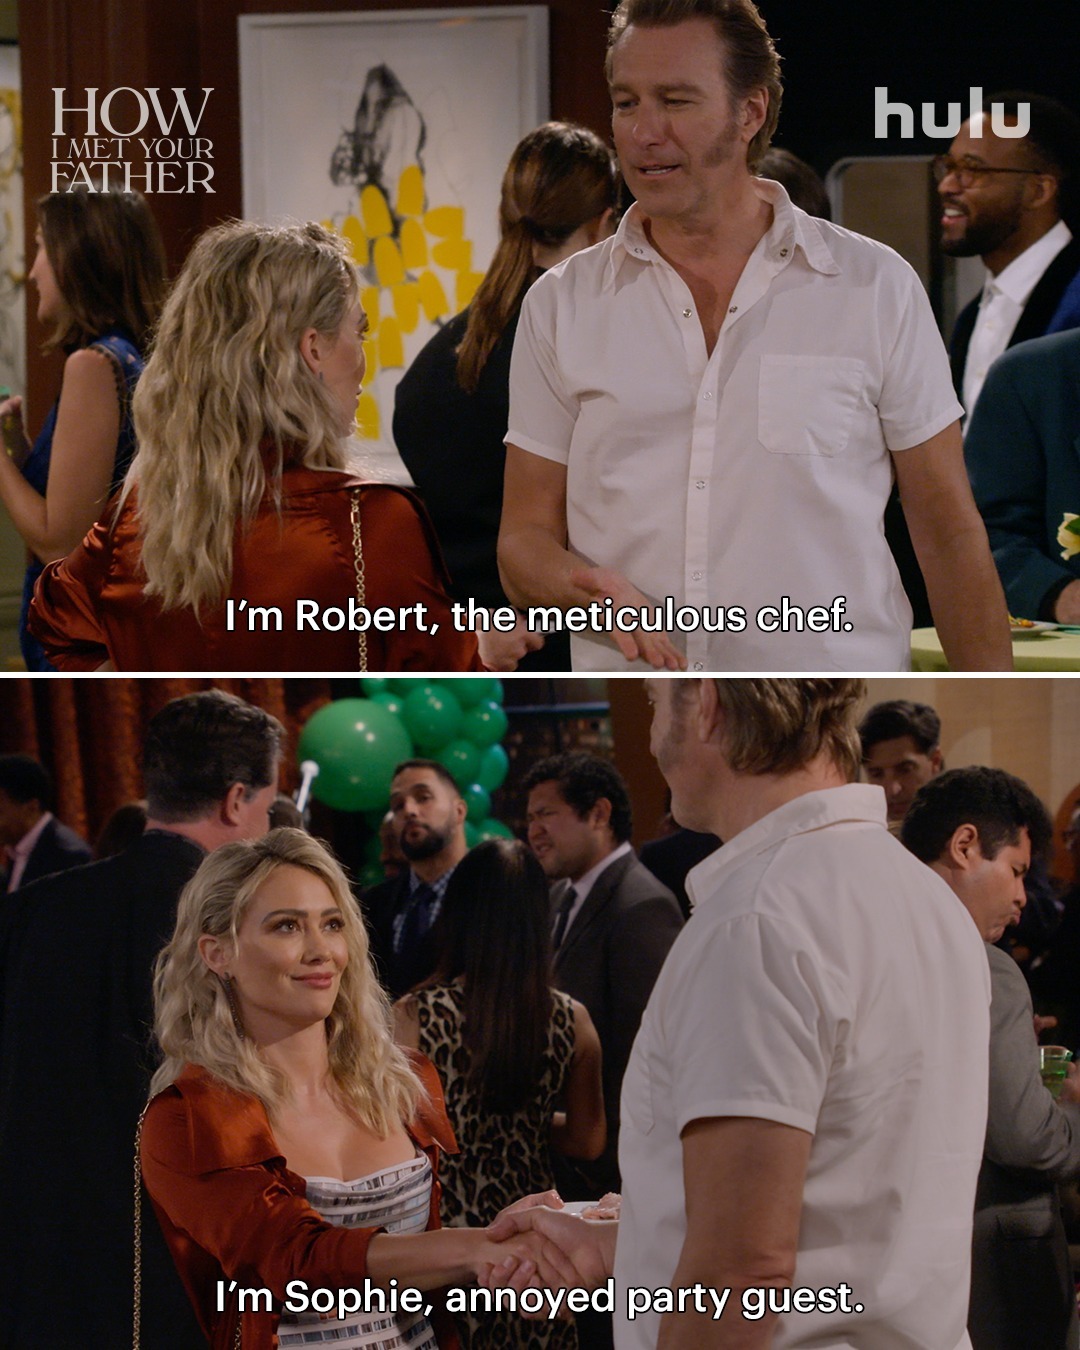 HOW
I MET YOUR
FATHER
hulu
I'm Robert, the meticulous chef.
I'm Sophie, annoyed party guest.